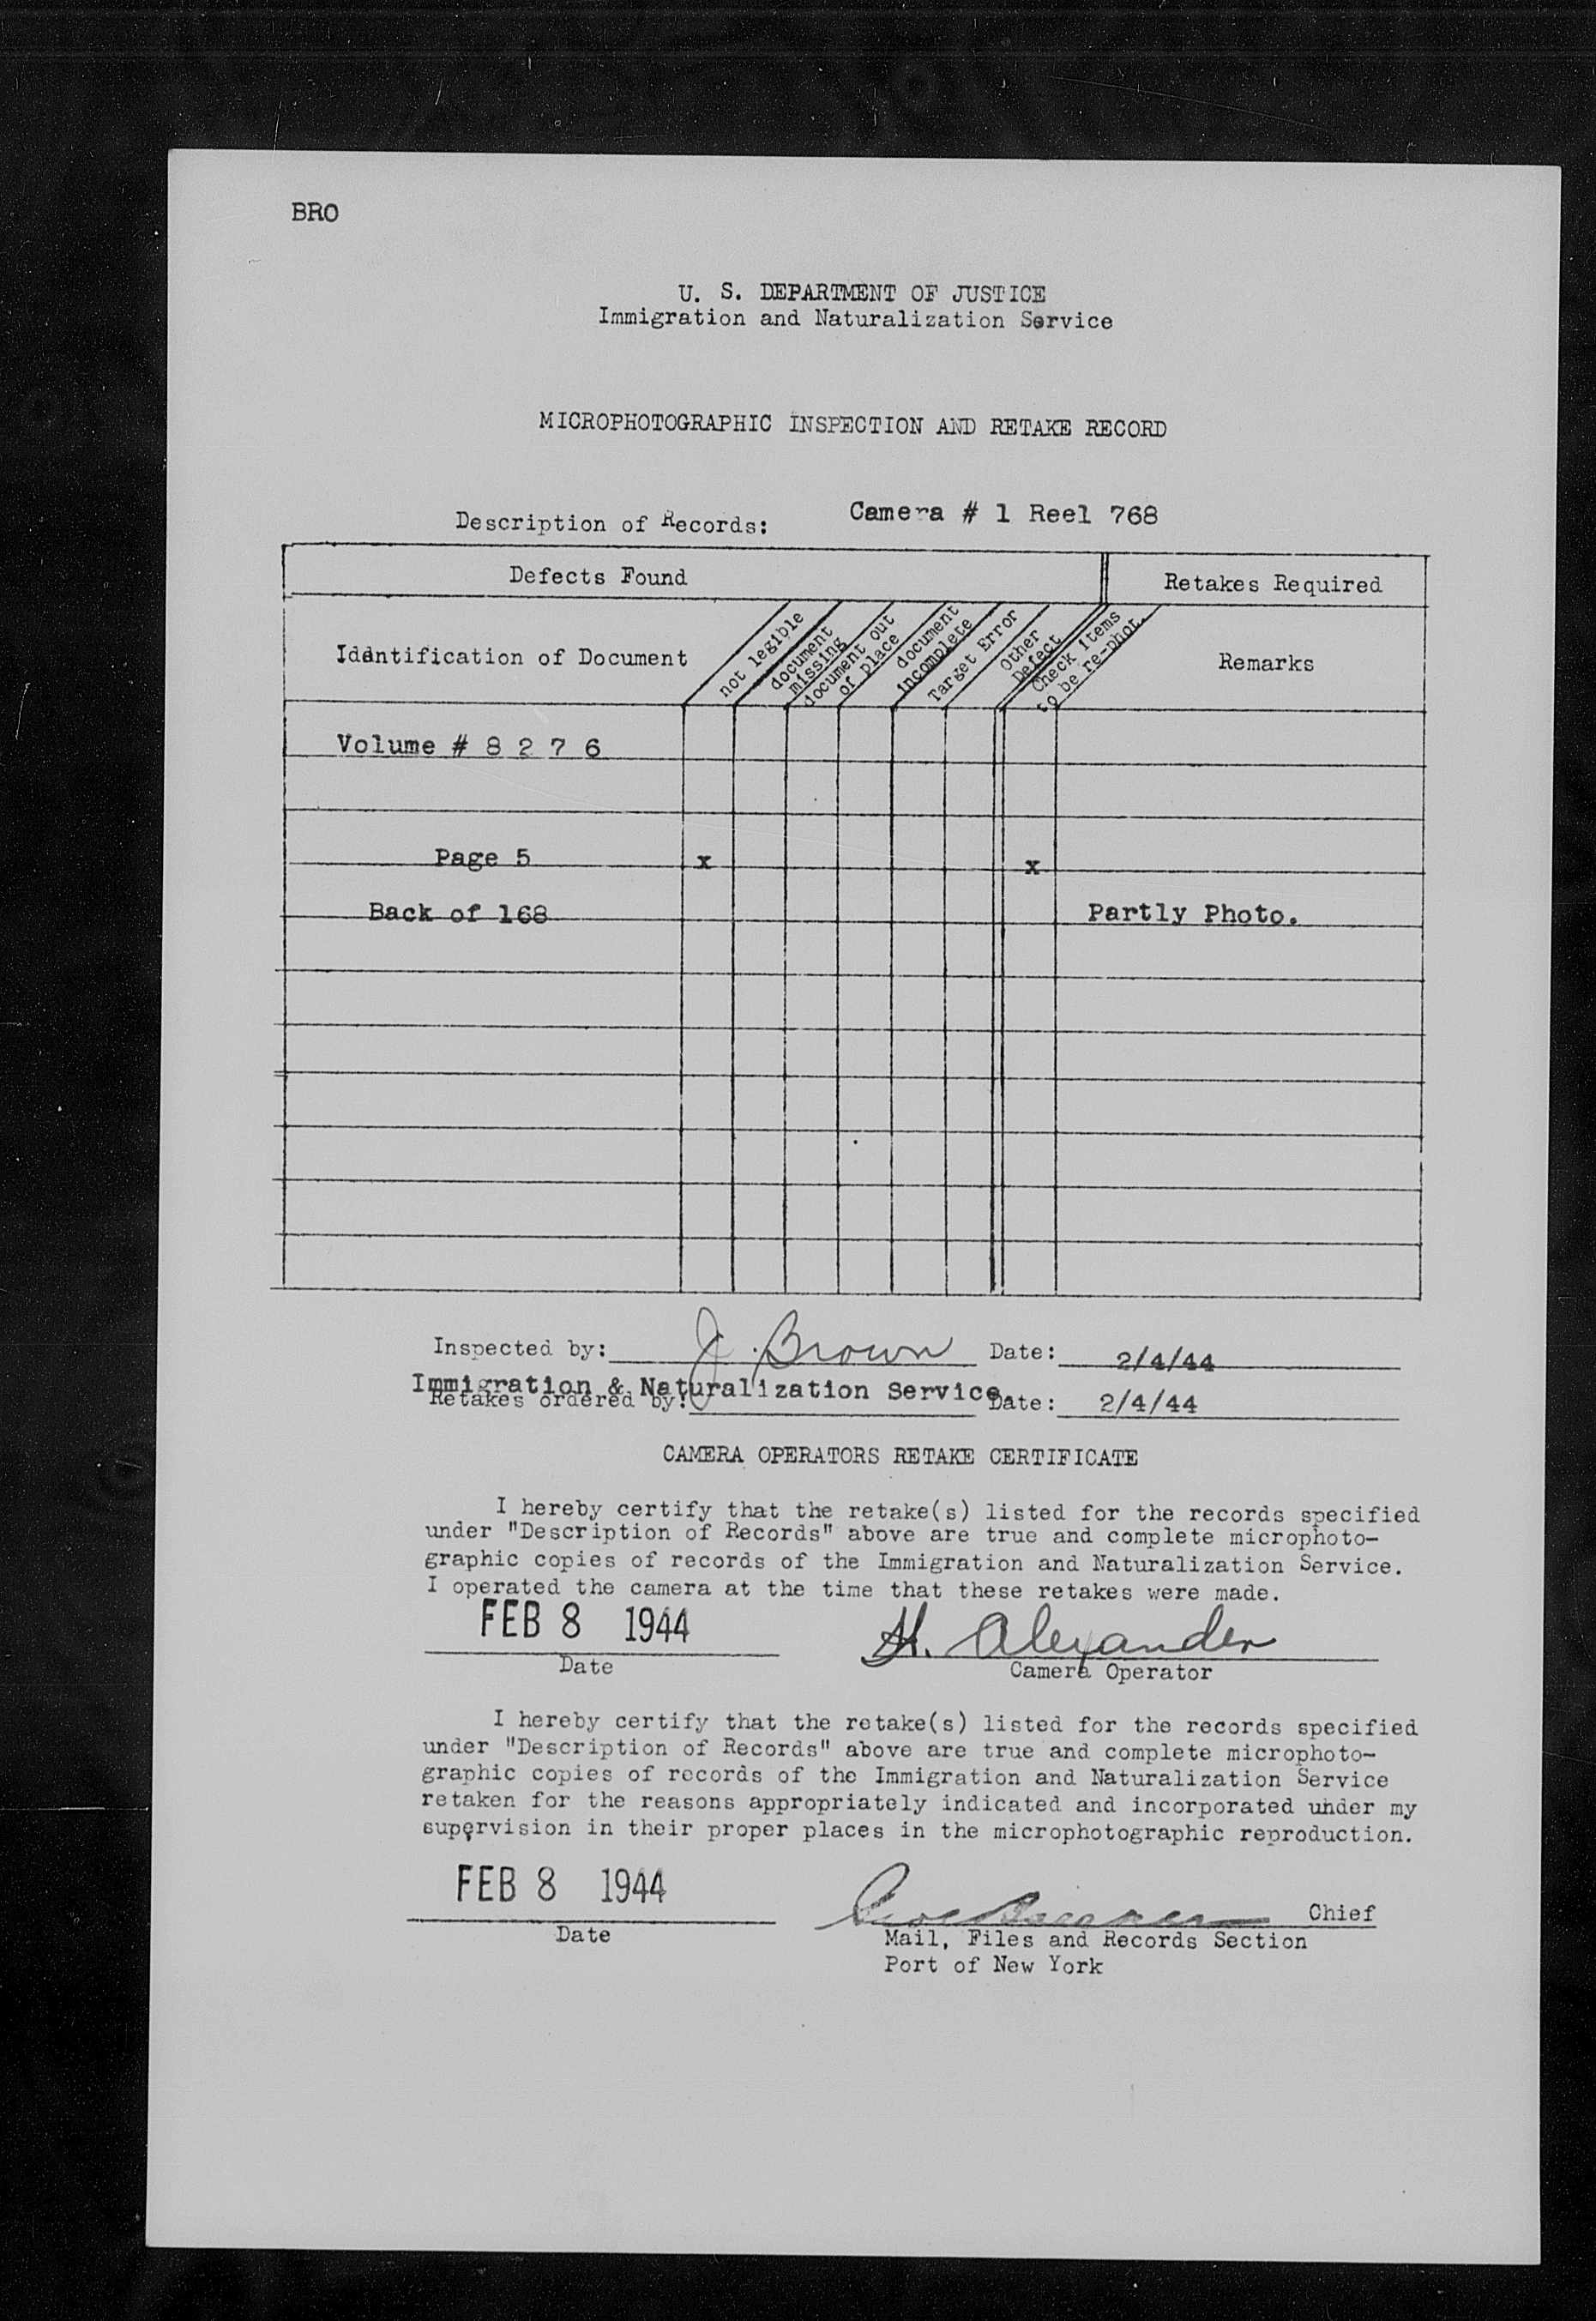 BRO
U. S. DEPARTMENT OF JUSTICE
Immigration and Naturalization Service
MICROPHOTOGRAPHIC INSPECTION AND RETAKE RECORD
Description of Records: Camera # 1 Reel 768
Defects Found
Retakes Required
Idantification of Document
not legible
document missing
document out of place
document incomplete
Target Error
Other Defect
Check items to be re-phot.
Remarks
Volume # 8 2 7 6
Page 5 x x
Back of 168 Partly Photo.
Inspected by: J. Brown Date: 2/4/44
Immigration & Naturalization Service
Retakes ordered by: Date: 2/4/44
CAMERA OPERATORS RETAKE CERTIFICATE
I hereby certify that the retake(s) listed for the records specified
under "Description of Records" above are true and complete microphoto-
graphic copies of records of the Immigration and Naturalization Service.
I operated the camera at the time that these retakes were made.
FEB 8 1944 H. Alexander
Date Camera Operator
I hereby certify that the retake(s) listed for the records specified
under "Description of Records" above are true and complete microphoto-
graphic copies of records of the Immigration and Naturalization Service
retaken for the reasons appropriately indicated and incorporated under my
supervision in their proper places in the microphotographic reproduction.
FEB 8 1944
Chief
Date Mail, Files and Records Section
Port of New York